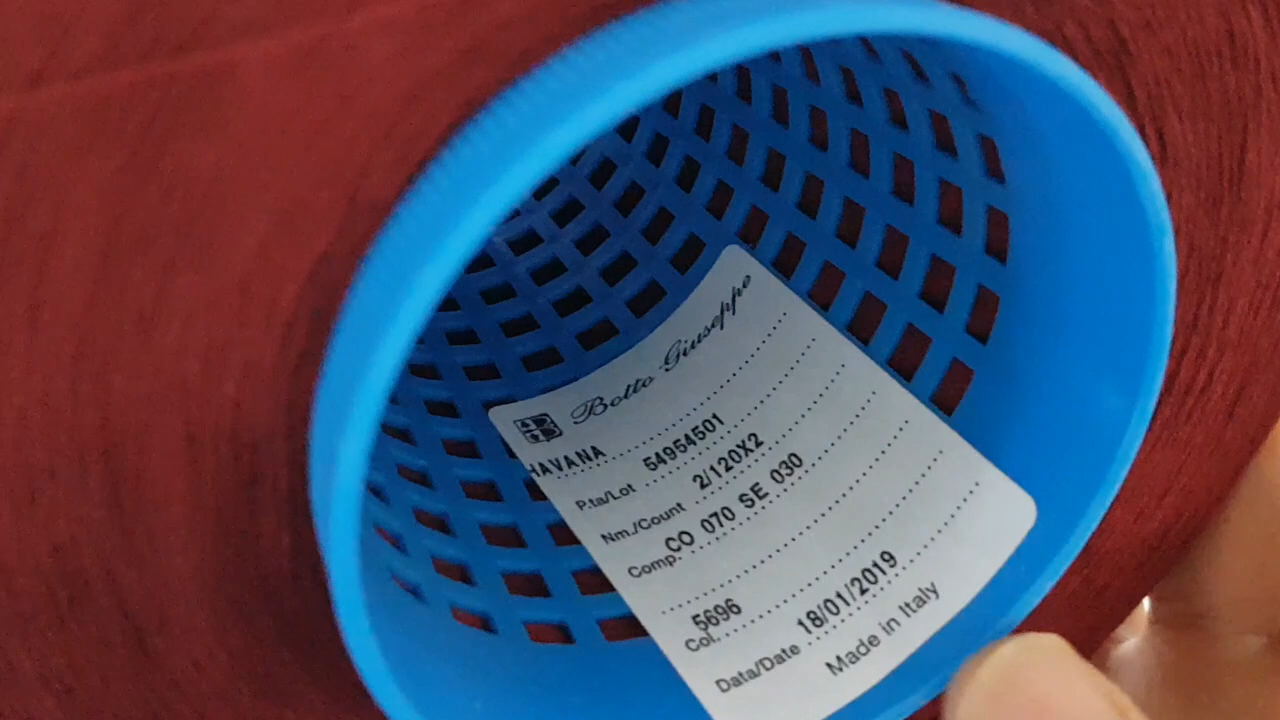 Botto Giuseppe
HAVANA
P.ta/Lot 54954501
Nm./Count 2/120X2
Comp. CO 070 SE 030
Col. 5696
Data/Date 18/01/2019
Made in Italy